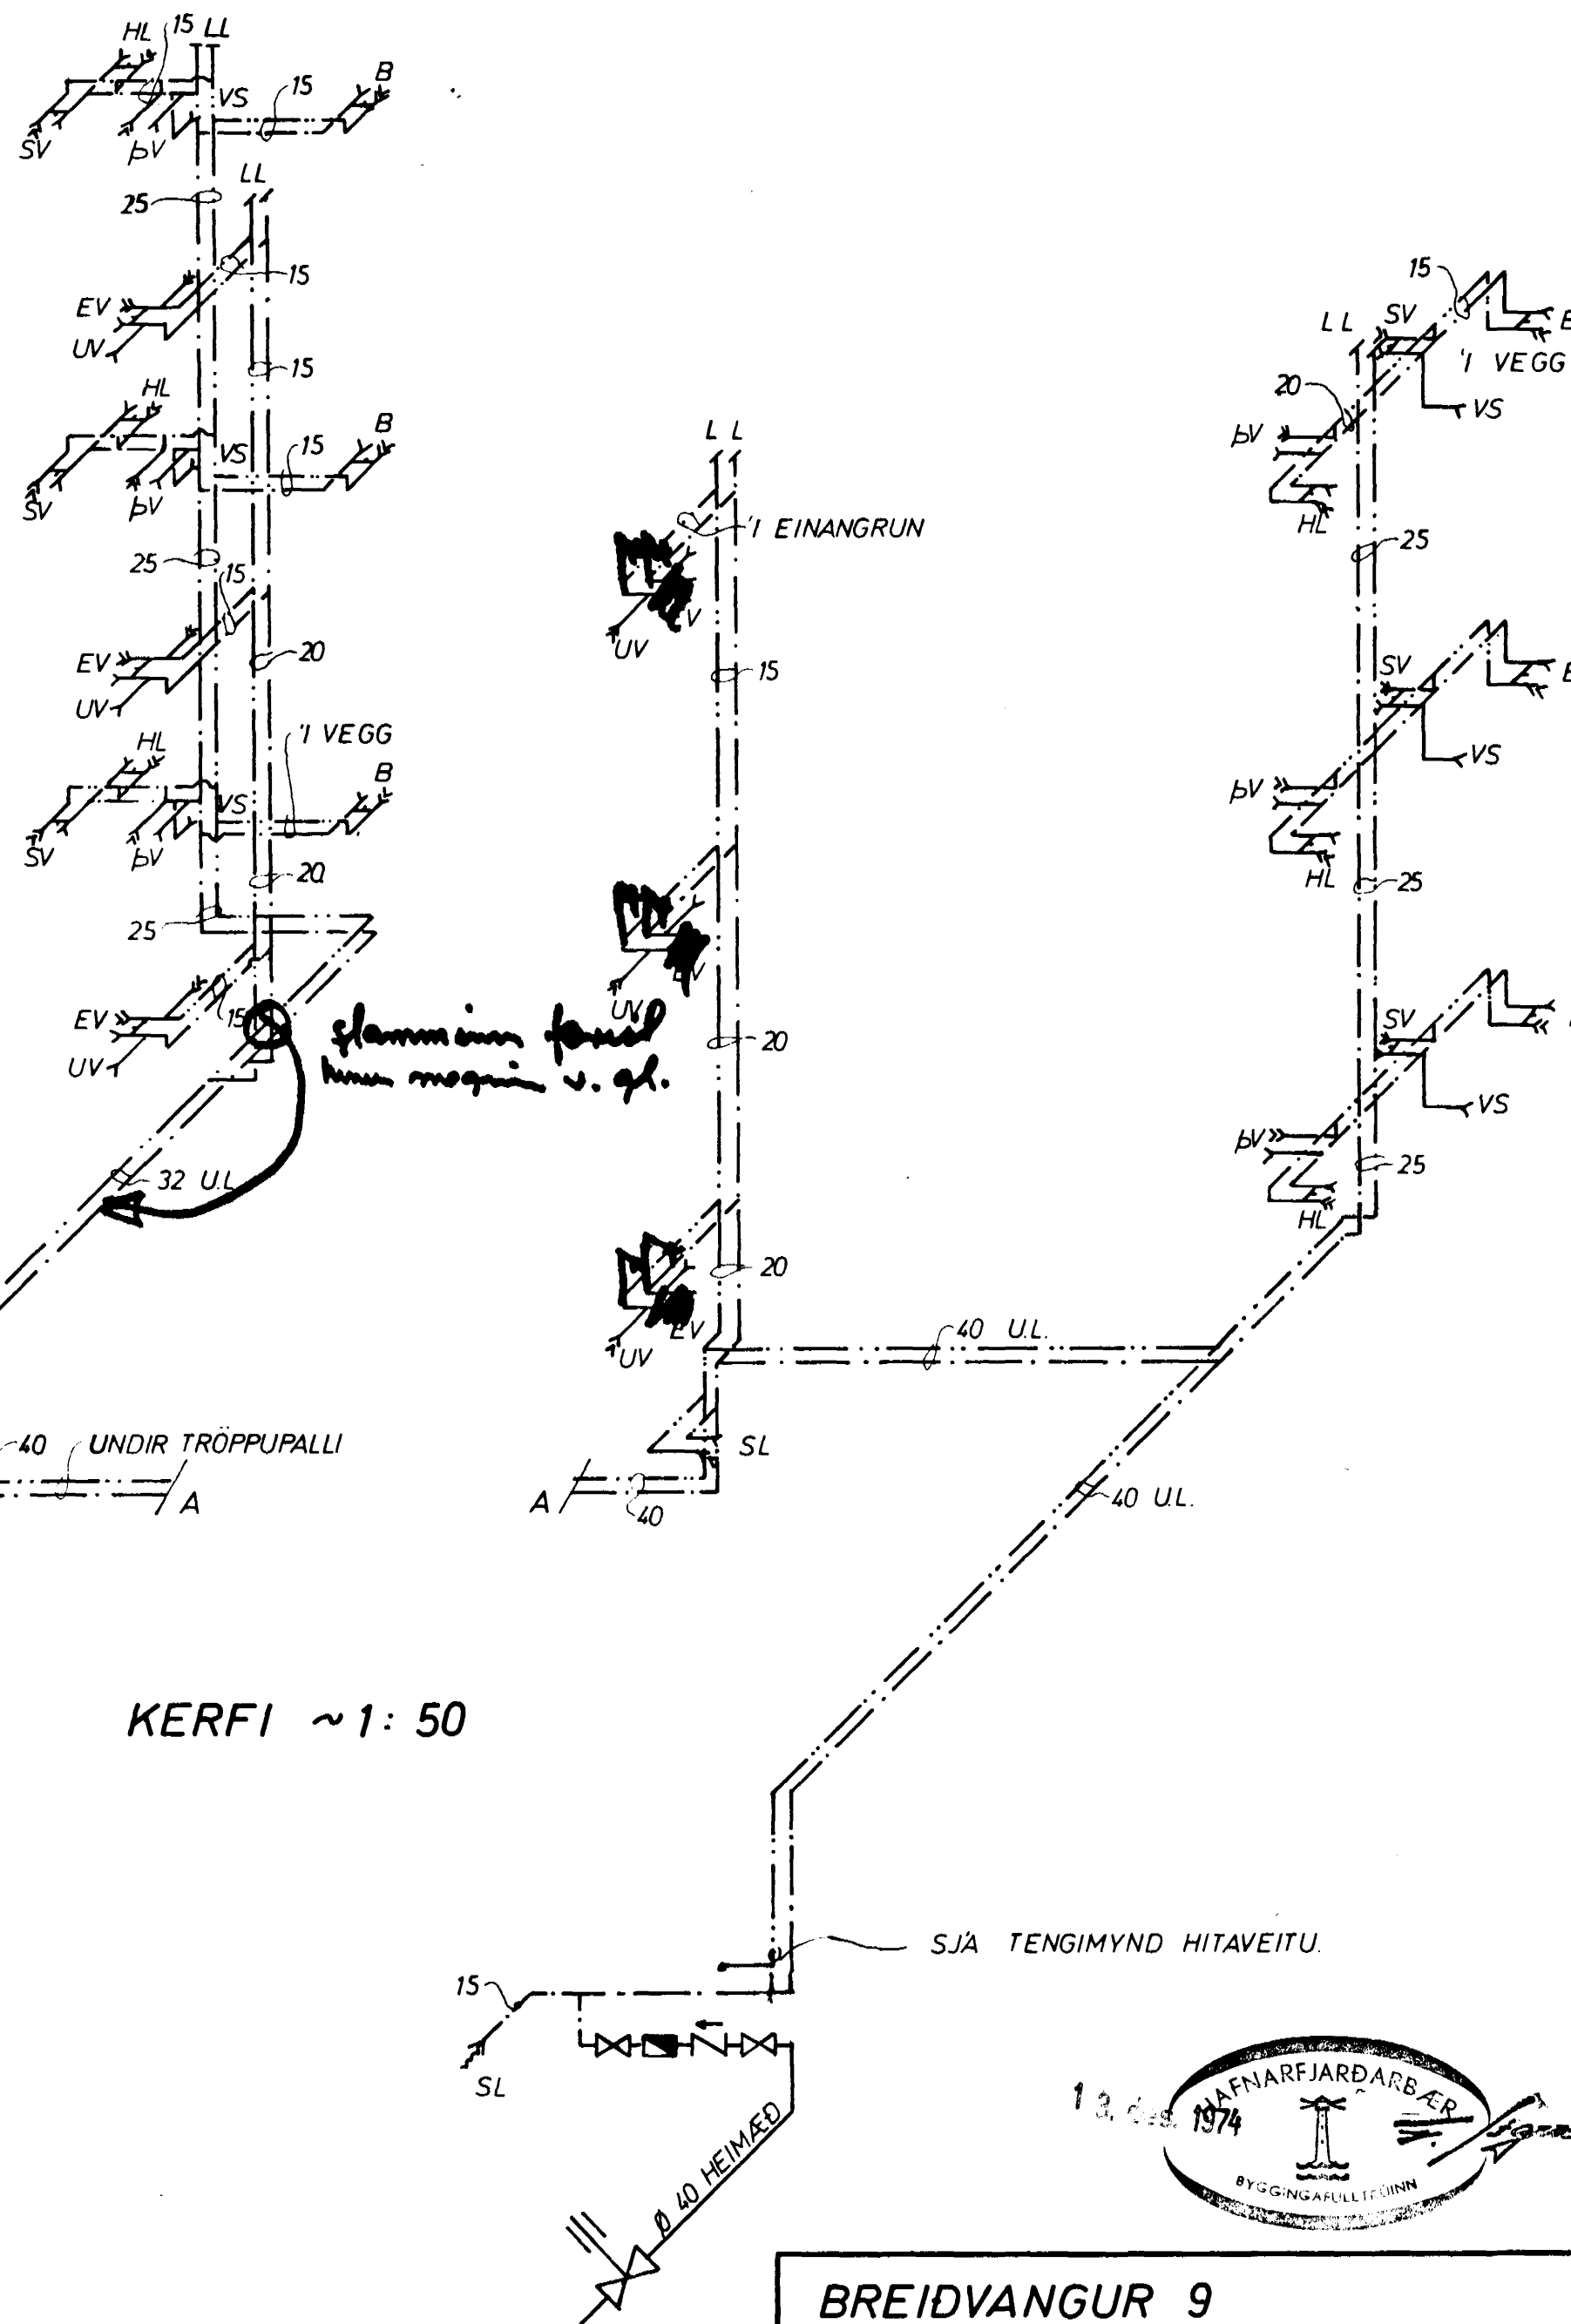 HL 15 LL
15
B
VS
SV
ÞV
LL
25
15
EV
UV
15
HL
B
VS
15
SV
ÞV
25
15
EV
20
UV
'I VEGG
HL
B
VS
SV
ÞV
20
25
EV
15
UV
32 U.L.
40 UNDIR TRÖPPUPALLI
A
L L
'I EINANGRUN
V
UV
15
EV
UV
20
20
EV
UV
40 U.L.
SL
A
40
15
LL
SV
'I VEGG
20
VS
ÞV
HL
25
SV
VS
ÞV
HL
25
SV
VS
ÞV
25
HL
40 U.L.
KERFI ~1:50
SJÁ TENGIMYND HITAVEITU.
15
SL
Ø 40 HEIMÆÐ
HAFNARFJARÐARBÆR
13. des. 1974
BYGGINGAFULLTRÚINN
BREIÐVANGUR 9